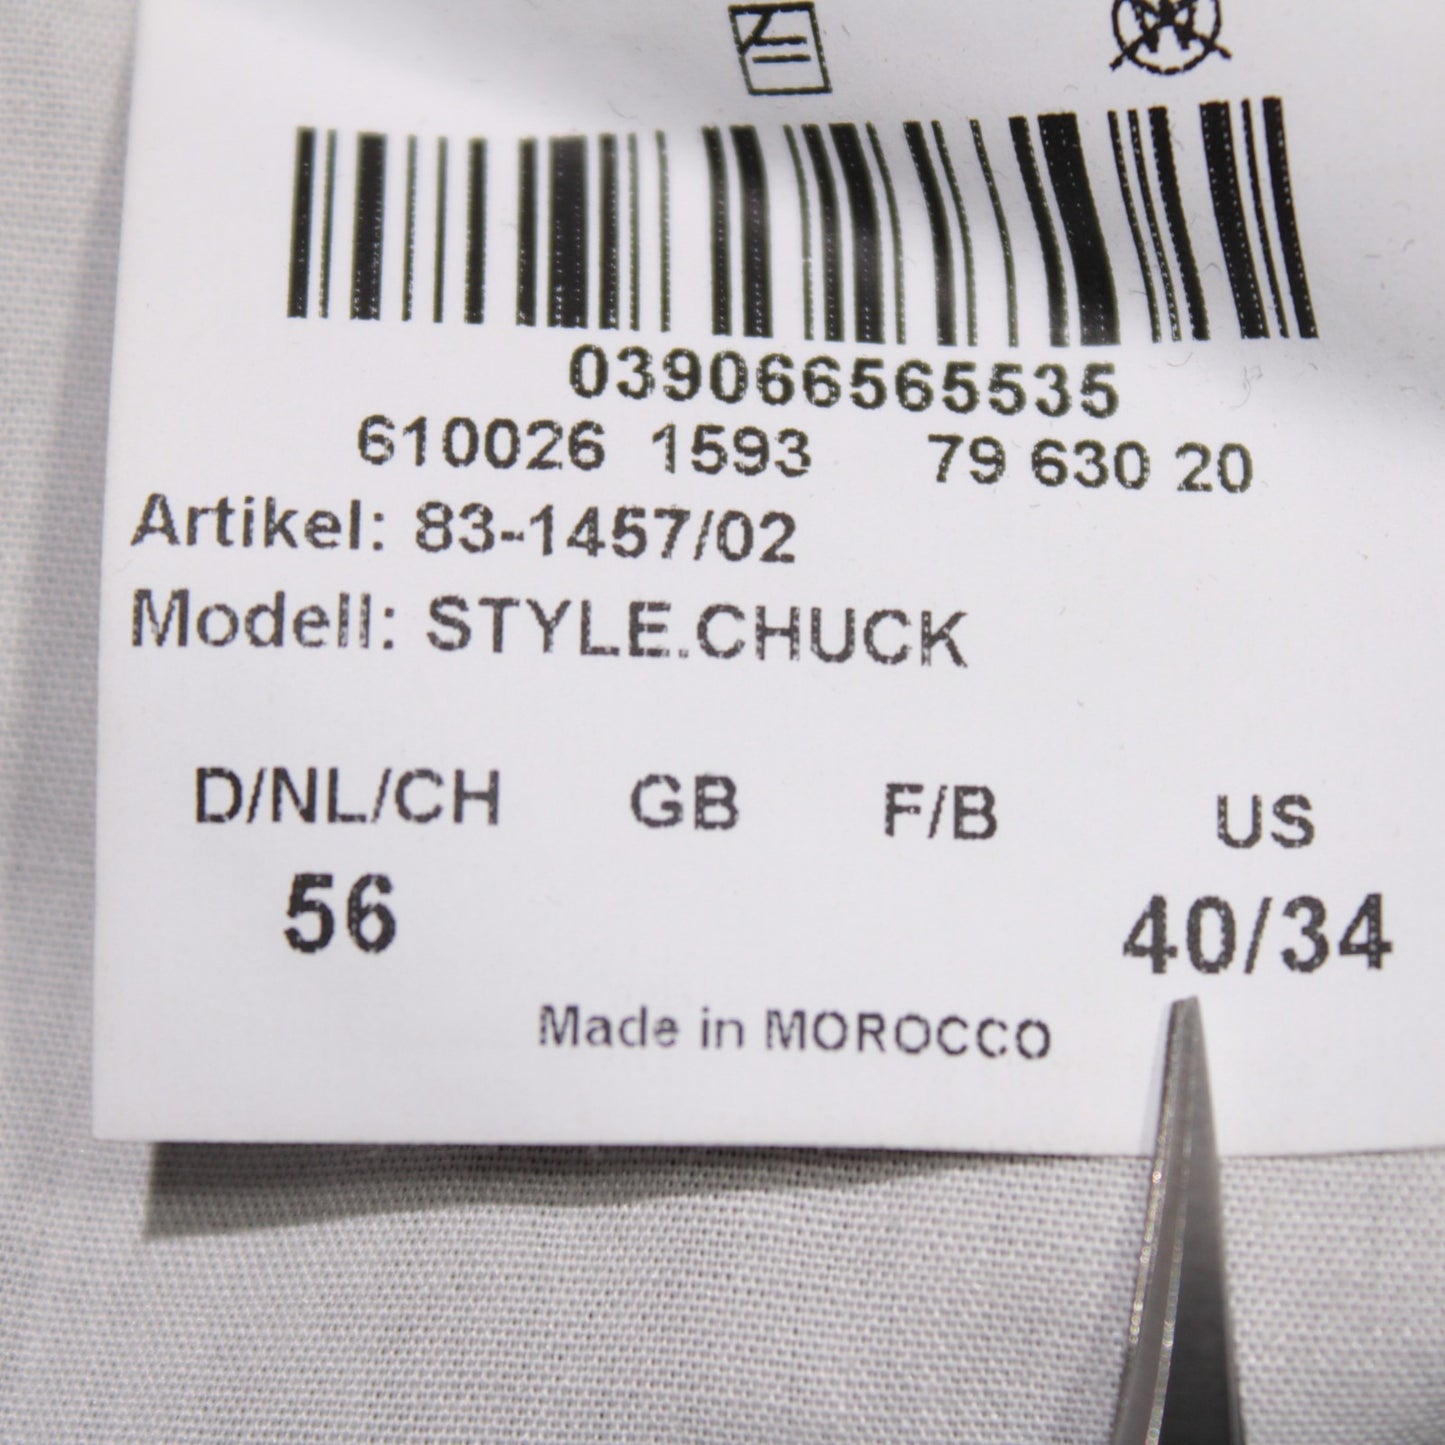 039066565535
610026 1593 79 630 20
Artikel: 83-1457/02
Modell: STYLE.CHUCK
D/NL/CH GB F/B US
56 40/34
Made in MOROCCO